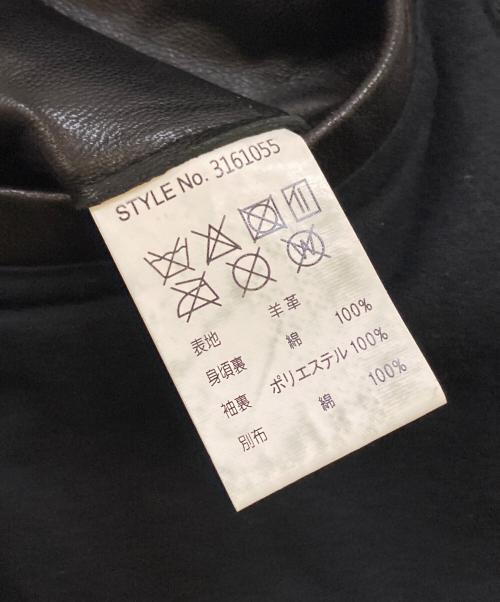 STYLE No. 3161055
表地 羊革
身頃裏 綿 100%
袖裏 ポリエステル 100%
別布 綿 100%